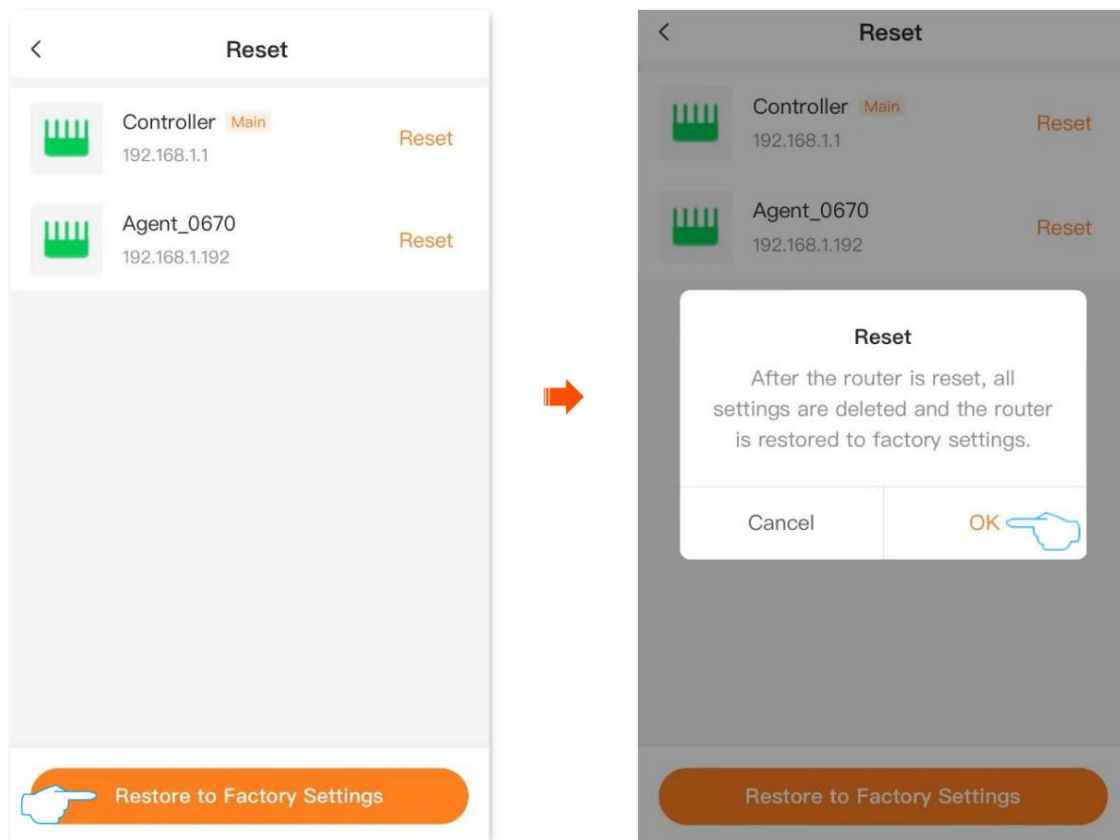 Reset
Controller Main
192.168.1.1
Reset
Agent_0670
192.168.1.192
Reset
Restore to Factory Settings
Reset
Controller Main
192.168.1.1
Reset
Agent_0670
192.168.1.192
Reset
Reset
After the router is reset, all
settings are deleted and the router
is restored to factory settings.
Cancel
OK
Restore to Factory Settings